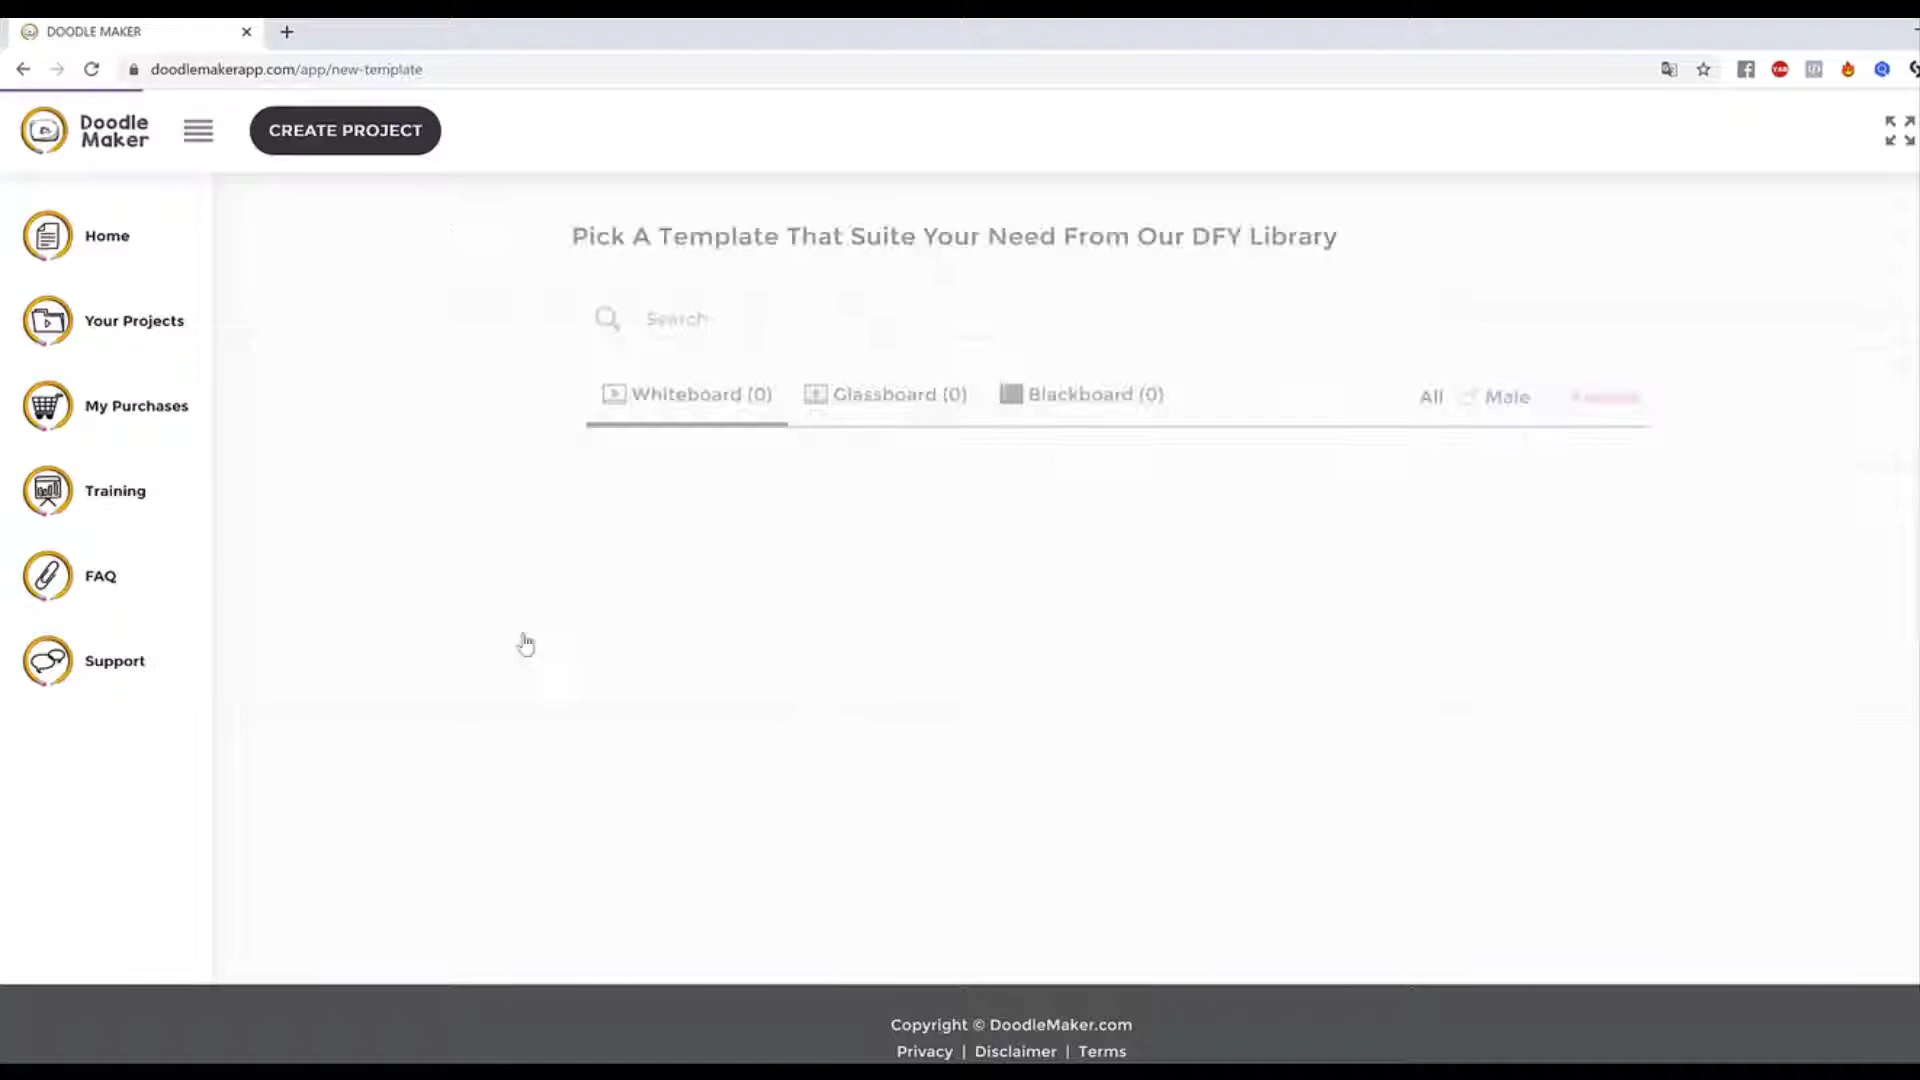 DOODLE MAKER
doodlemakerapp.com/app/new-template
Doodle
Maker
CREATE PROJECT
Home
Your Projects
My Purchases
Training
FAQ
Support
Pick A Template That Suite Your Need From Our DFY Library
Search
Whiteboard (0) Glassboard (0) Blackboard (0) All Male
Copyright © DoodleMaker.com
Privacy | Disclaimer | Terms